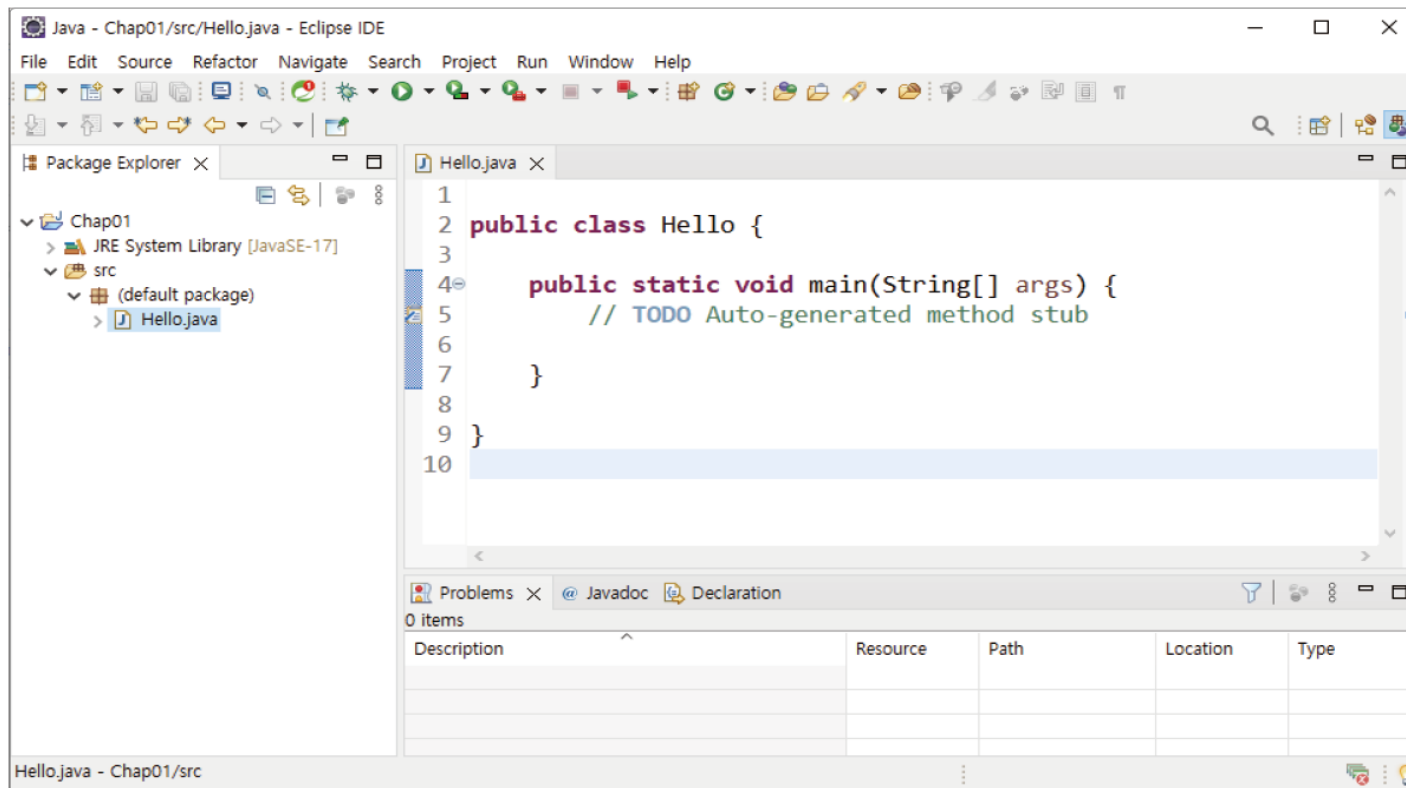 Java - Chap01/src/Hello.java - Eclipse IDE
File Edit Source Refactor Navigate Search Project Run Window Help
Package Explorer
Chap01
JRE System Library [JavaSE-17]
src
(default package)
Hello.java
Hello.java
1
2 public class Hello {
3
4 public static void main(String[] args) {
5 // TODO Auto-generated method stub
6
7 }
8
9 }
10
Problems @ Javadoc Declaration
0 items
Description Resource Path Location Type
Hello.java - Chap01/src